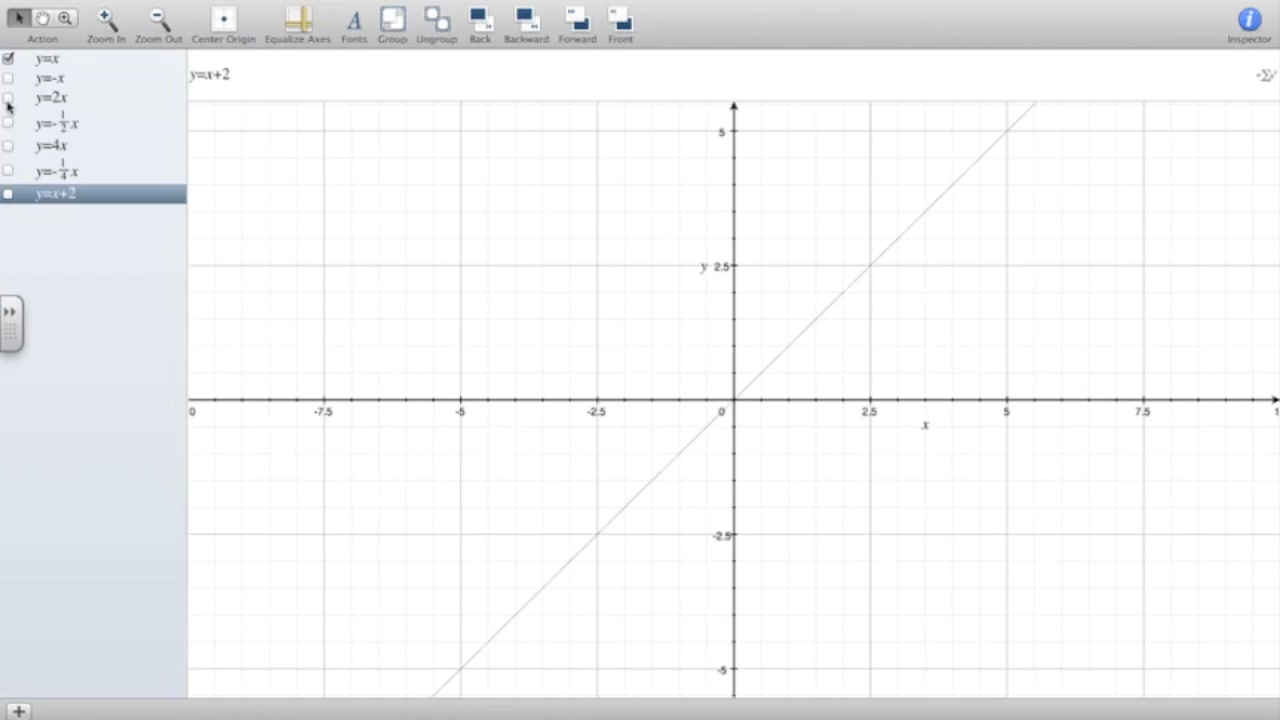 Action Zoom In Zoom Out Center Origin Equalize Axes Fonts Group Ungroup Back Backward Forward Front Inspector
y=x
y=-x
y=2x
y=-1/2x
y=4x
y=-1/4x
y=x+2
y=x+2
5
y 2.5
0 -7.5 -5 -2.5 0 2.5 5 7.5 1
x
-2.5
-5